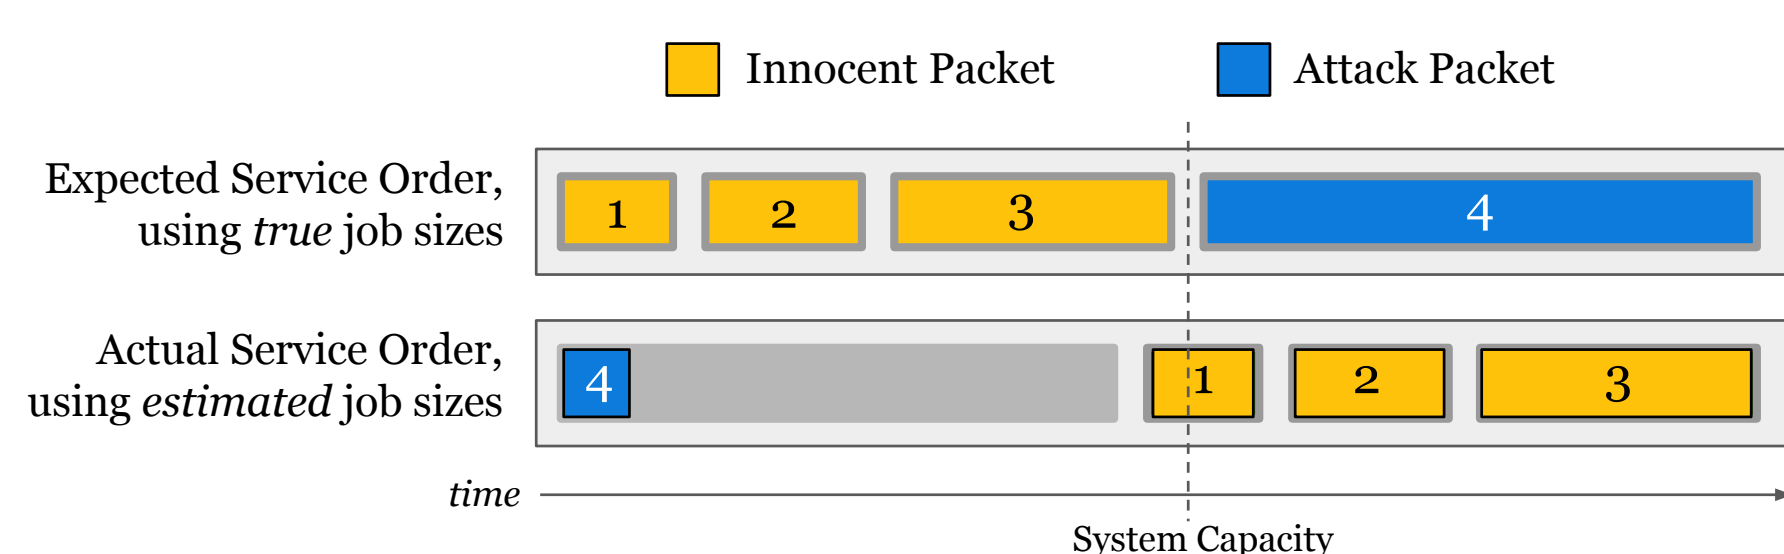 Innocent Packet
Attack Packet
Expected Service Order,
using true job sizes
1
2
3
4
Actual Service Order,
using estimated job sizes
4
1
2
3
time
System Capacity